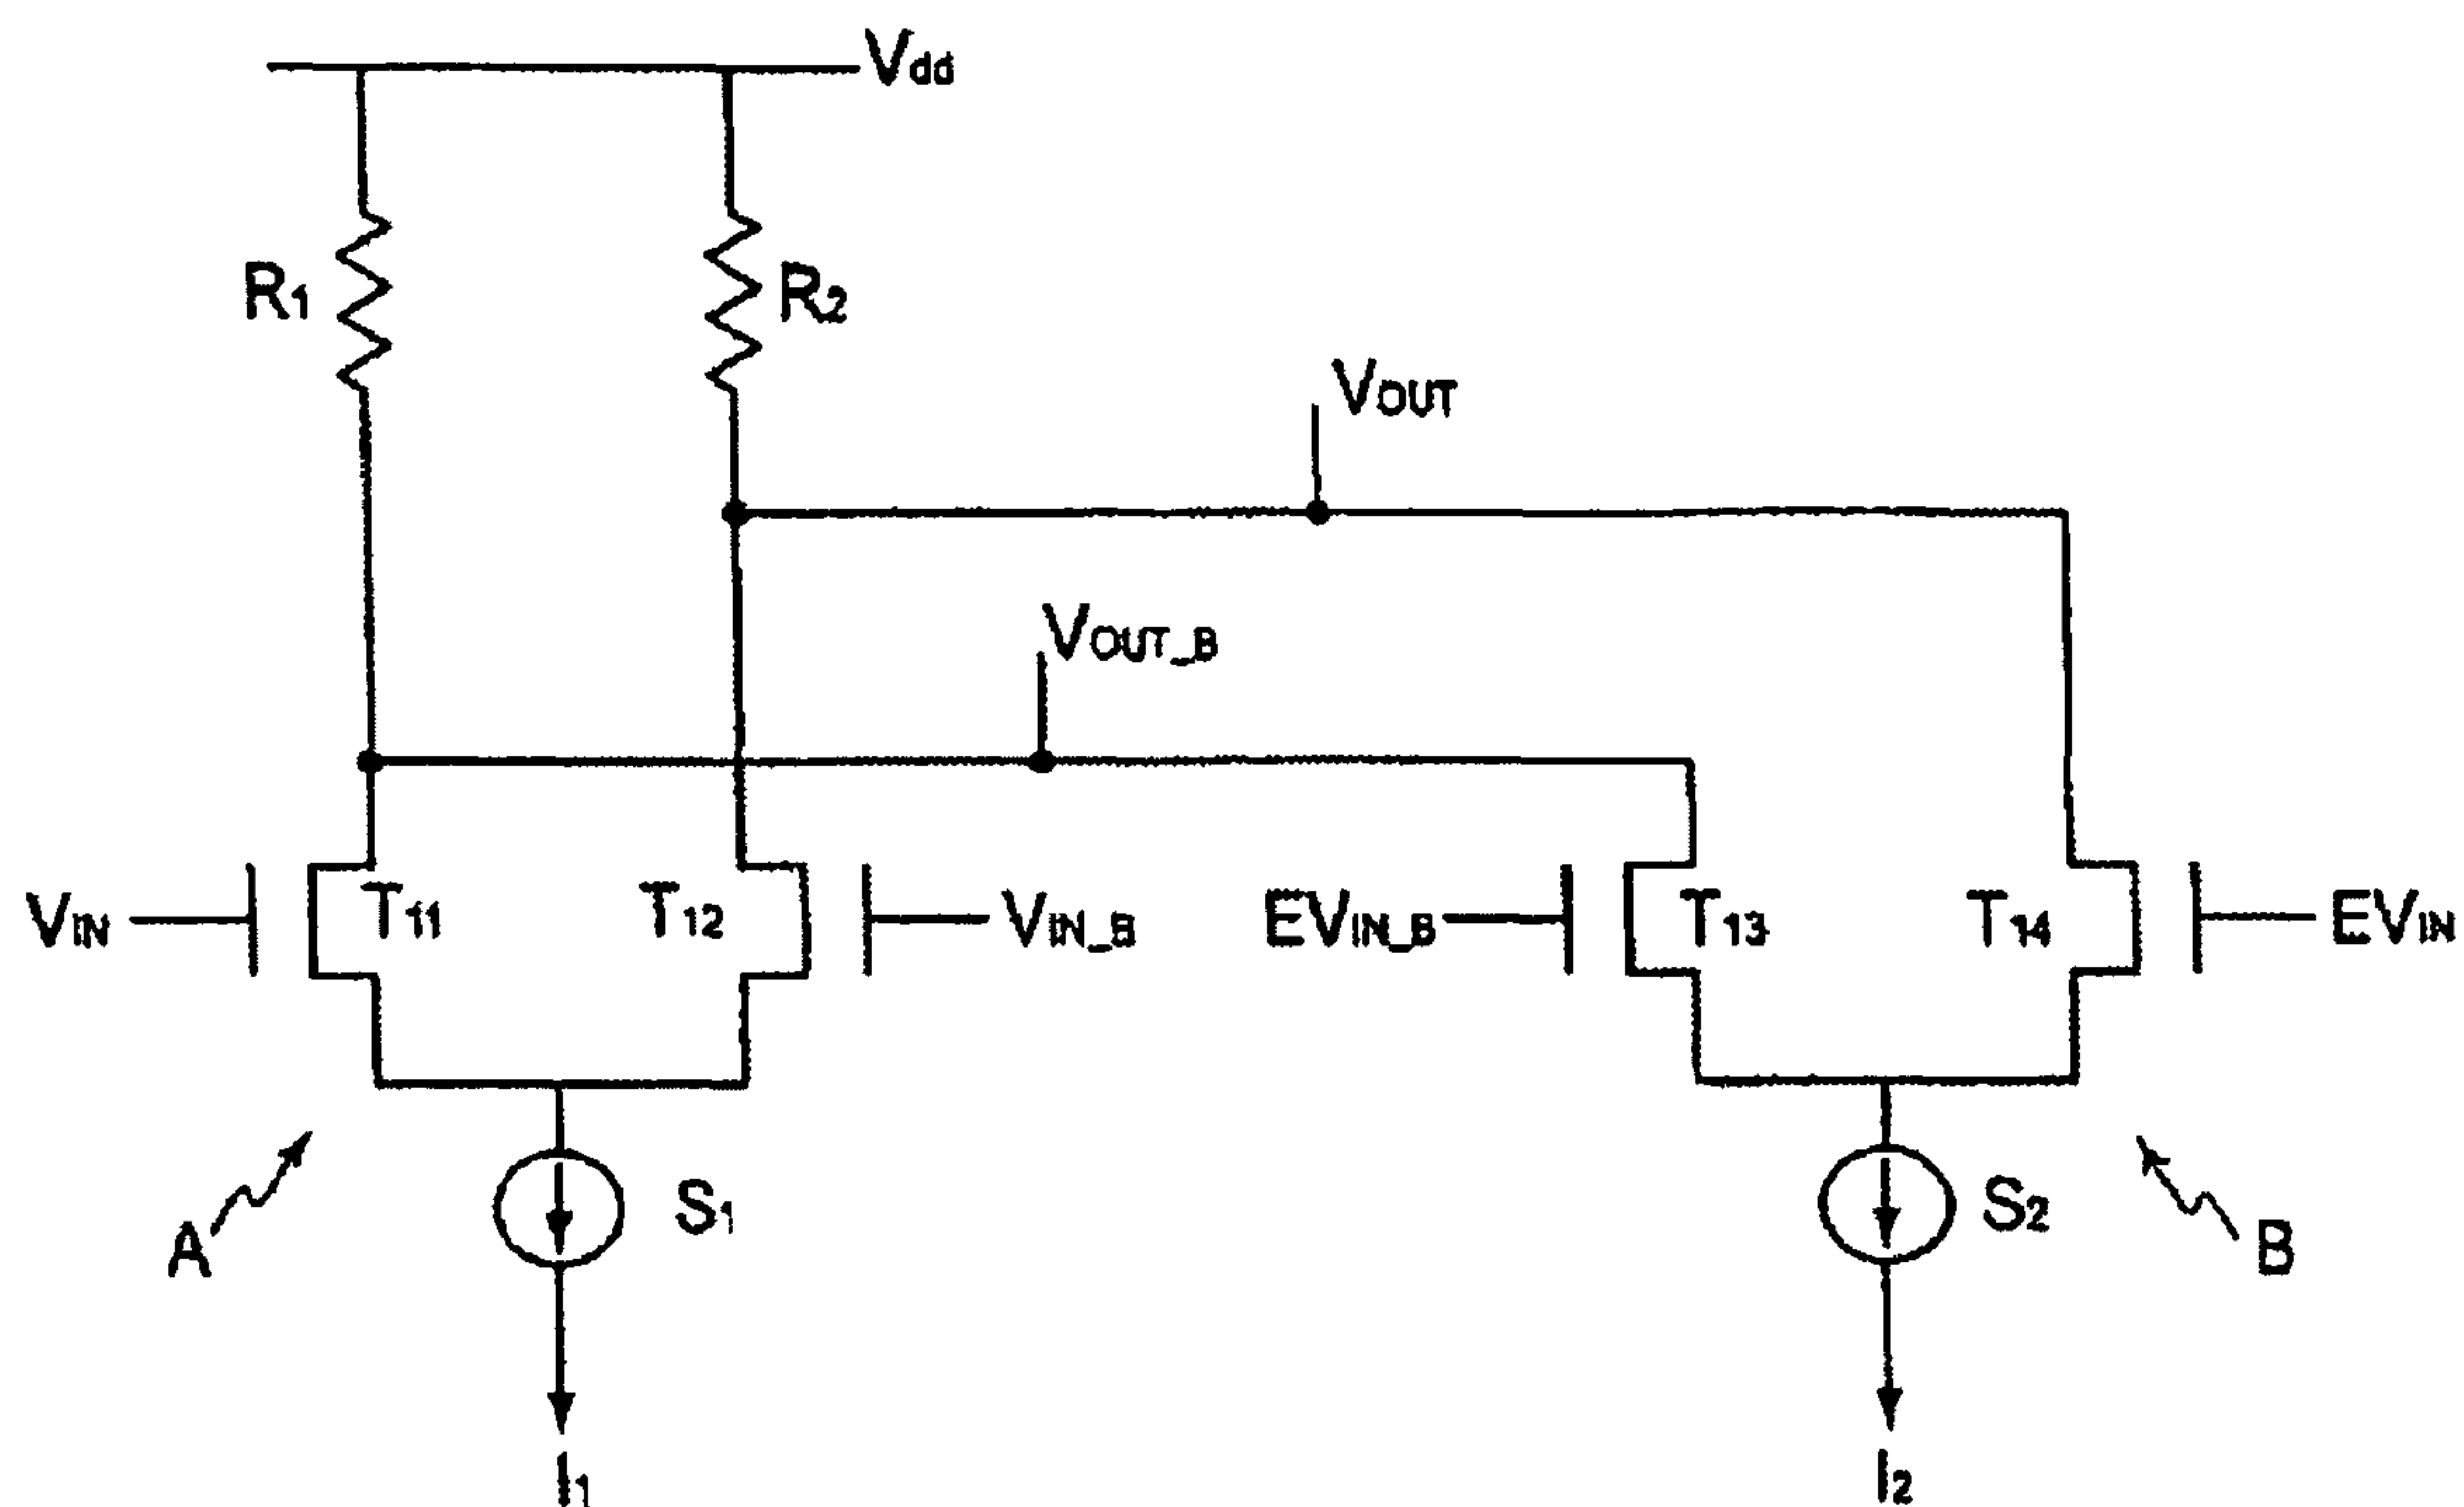 Vdd
R1
R2
VOUT
VOUT_B
VIN
T11
T12
VIN_B
EVIN_B
T13
T14
EVIN
A
S1
S2
B
I1
I2